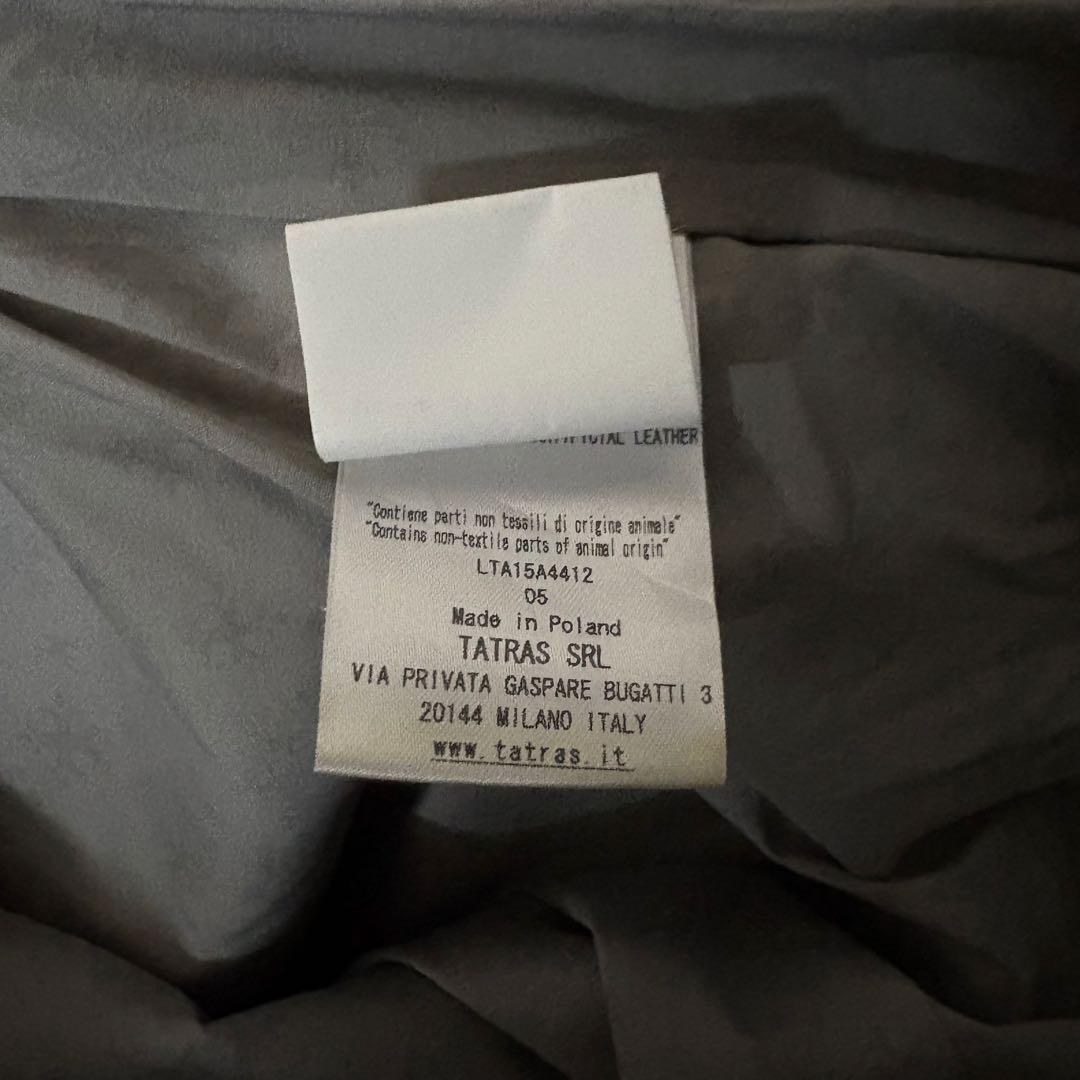 LEATHER
"Contiene parti non tessili di origine animale"
"Contains non-textile parts of animal origin"
LTA15A4412
05
Made in Poland
TATRAS SRL
VIA PRIVATA GASPARE BUGATTI 3
20144 MILANO ITALY
www.tatras.it